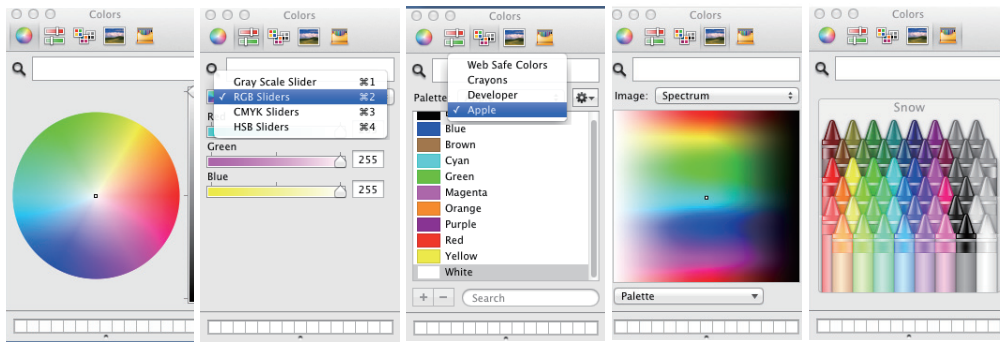 Colors
Colors
Gray Scale Slider ⌘1
✓ RGB Sliders ⌘2
CMYK Sliders ⌘3
HSB Sliders ⌘4
Green
255
Blue
255
Colors
Web Safe Colors
Crayons
Developer
✓ Apple
Palette
Blue
Brown
Cyan
Green
Magenta
Orange
Purple
Red
Yellow
White
+ − Search
Colors
Image: Spectrum
Palette
Colors
Snow